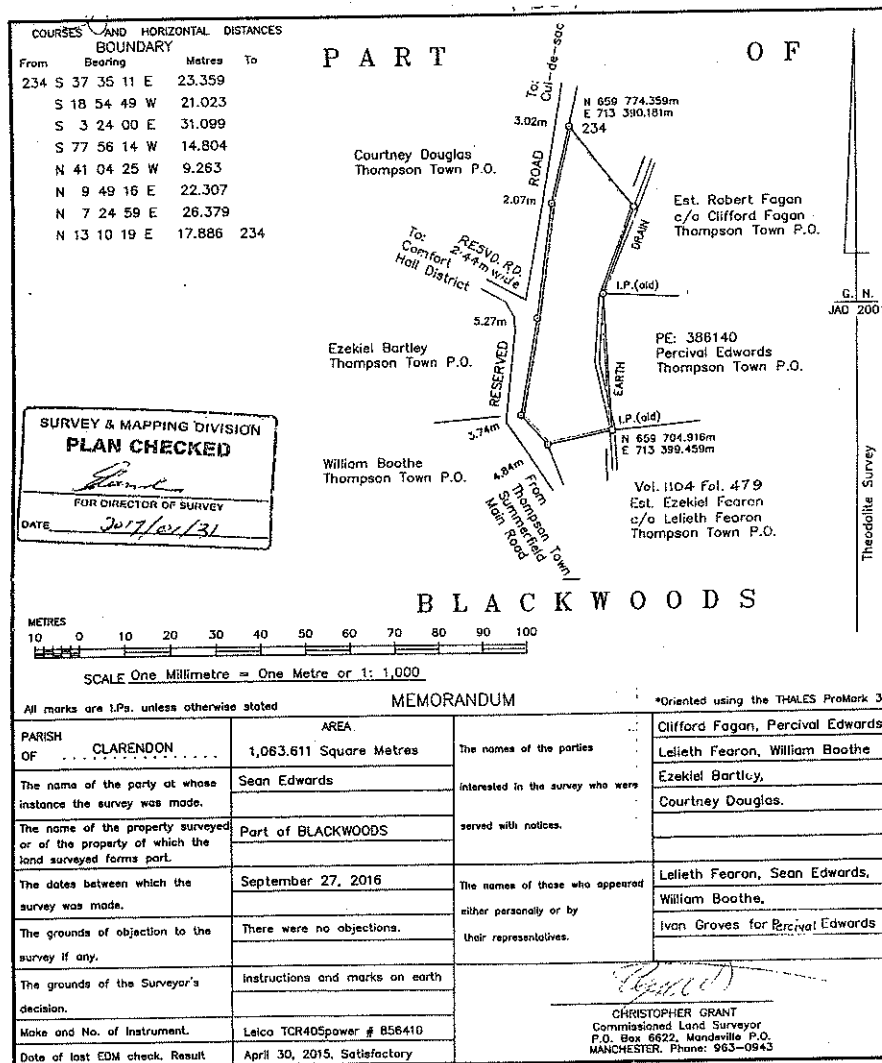 COURSES AND HORIZONTAL DISTANCES
BOUNDARY
From Bearing Metres To
234 S 37 35 11 E 23.359
S 18 54 49 W 21.023
S 3 24 00 E 31.099
S 77 56 14 W 14.804
N 41 04 25 W 9.263
N 9 49 16 E 22.307
N 7 24 59 E 26.379
N 13 10 19 E 17.886 234
PART OF
To:
Cul-de-sac
N 659 774.359m
E 713 390.181m
234
3.02m
ROAD
Courtney Douglas
Thompson Town P.O.
2.07m
Est. Robert Fagan
c/o Clifford Fagan
Thompson Town P.O.
DRAIN
To:
Comfort
Hall District
RESVD. RD.
2.44m wide
I.P.(old)
G. N.
JAD 2001
5.27m
Ezekiel Bartley
Thompson Town P.O.
RESERVED
PE: 386140
Percival Edwards
Thompson Town P.O.
EARTH
I.P.(old)
N 659 704.916m
E 713 399.459m
3.74m
William Boothe
Thompson Town P.O.
4.84m
From
Thompson Town
Summerfield
Main Road
Vol. 1104 Fol. 479
Est. Ezekiel Fearon
c/o Lelieth Fearon
Thompson Town P.O.
Theodolite Survey
SURVEY & MAPPING DIVISION
PLAN CHECKED
FOR DIRECTOR OF SURVEY
DATE 2017/01/31
BLACKWOODS
METRES
10 0 10 20 30 40 50 60 70 80 90 100
SCALE One Millimetre = One Metre or 1: 1,000
All marks are I.Ps. unless otherwise stated
MEMORANDUM
*Oriented using the THALES ProMark 3
PARISH
OF CLARENDON
AREA
1,063.611 Square Metres
The name of the party at whose
instance the survey was made.
Sean Edwards
The name of the property surveyed
or of the property of which the
land surveyed forms part.
Part of BLACKWOODS
The dates between which the
survey was made.
September 27, 2016
The grounds of objection to the
survey if any.
There were no objections.
The grounds of the Surveyor's
decision.
Instructions and marks on earth
Make and No. of Instrument.
Leica TCR405power # 856410
Date of last EDM check. Result
April 30, 2015, Satisfactory
The names of the parties
interested in the survey who were
served with notices.
Clifford Fagan, Percival Edwards
Lelieth Fearon, William Boothe
Ezekiel Bartley,
Courtney Douglas.
The names of those who appeared
either personally or by
their representatives.
Lelieth Fearon, Sean Edwards,
William Boothe,
Ivan Groves for Percival Edwards
CHRISTOPHER GRANT
Commissioned Land Surveyor
P.O. Box 6622, Mandeville P.O.
MANCHESTER. Phone: 963-0943